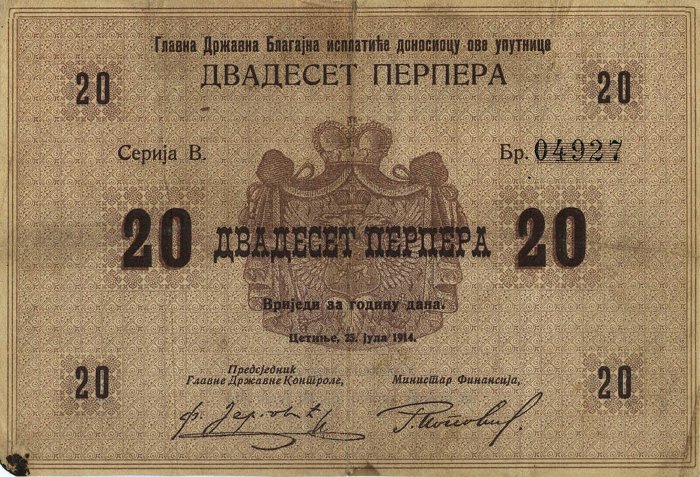 Главна Државна Благајна исплатиће доносиоцу ове упутнице
20 ДВАДЕСЕТ ПЕРПЕРА 20
Серија В. Бр. 04927
20 ДВАДЕСЕТ ПЕРПЕРА 20
Вриједи за годину дана.
Цетиње, 25. јула 1914.
Предсједник
Главне Државне Контроле, Министар Финансија,
20 20